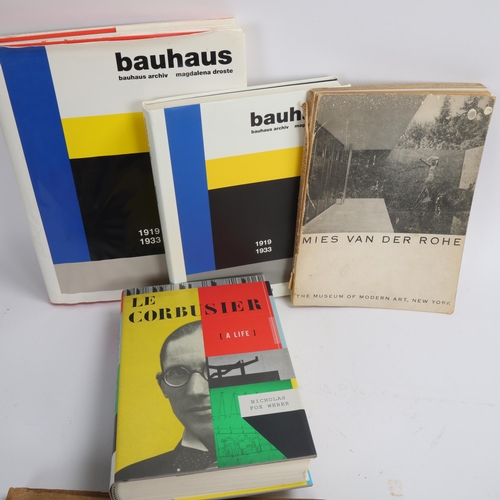 bauhaus
bauhaus archiv magdalena droste
1919
1933
bauh
bauhaus archiv
1919
1933
MIES VAN DER ROHE
THE MUSEUM OF MODERN ART, NEW YORK
LE
CORBUSIER
[ A LIFE ]
NICHOLAS
FOX WEBER